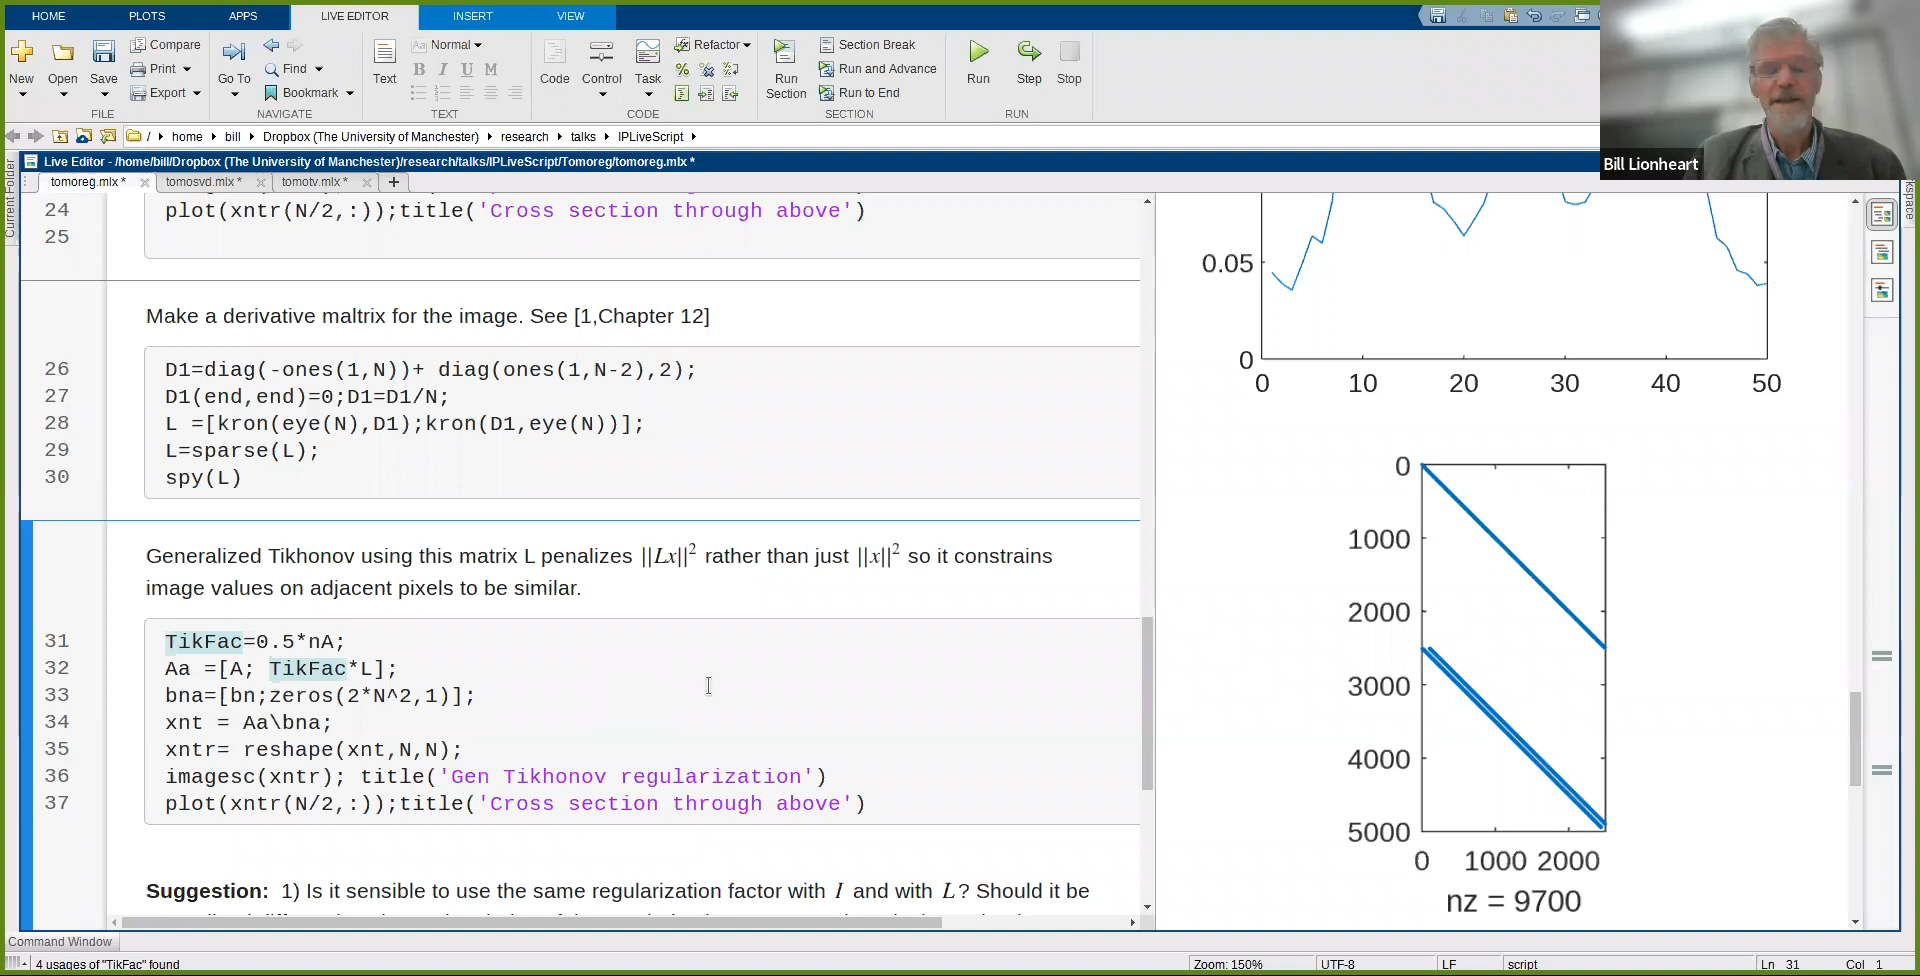 HOME PLOTS APPS LIVE EDITOR INSERT VIEW
New Open Save Compare Print Export
FILE
Go To Find Bookmark
NAVIGATE
Text Aa Normal B I U M
TEXT
Code Control Task Refactor
CODE
Run Section Section Break Run and Advance Run to End
SECTION
Run Step Stop
RUN
/ home bill Dropbox (The University of Manchester) research talks IPLiveScript
Bill Lionheart
Live Editor - /home/bill/Dropbox (The University of Manchester)/research/talks/IPLiveScript/Tomoreg/tomoreg.mlx *
tomoreg.mlx * tomosvd.mlx * tomotv.mlx * +
Current Folder
24 plot(xntr(N/2,:));title('Cross section through above')
25
Make a derivative maltrix for the image. See [1,Chapter 12]
26 D1=diag(-ones(1,N))+ diag(ones(1,N-2),2);
27 D1(end,end)=0;D1=D1/N;
28 L =[kron(eye(N),D1);kron(D1,eye(N))];
29 L=sparse(L);
30 spy(L)
Generalized Tikhonov using this matrix L penalizes ||Lx||² rather than just ||x||² so it constrains
image values on adjacent pixels to be similar.
31 TikFac=0.5*nA;
32 Aa =[A; TikFac*L];
33 bna=[bn;zeros(2*N^2,1)];
34 xnt = Aa\bna;
35 xntr= reshape(xnt,N,N);
36 imagesc(xntr); title('Gen Tikhonov regularization')
37 plot(xntr(N/2,:));title('Cross section through above')
Suggestion: 1) Is it sensible to use the same regularization factor with I and with L? Should it be
0.05
0
0 10 20 30 40 50
0
1000
2000
3000
4000
5000
0 1000 2000
nz = 9700
Command Window
4 usages of "TikFac" found
Zoom: 150% UTF-8 LF script Ln 31 Col 1